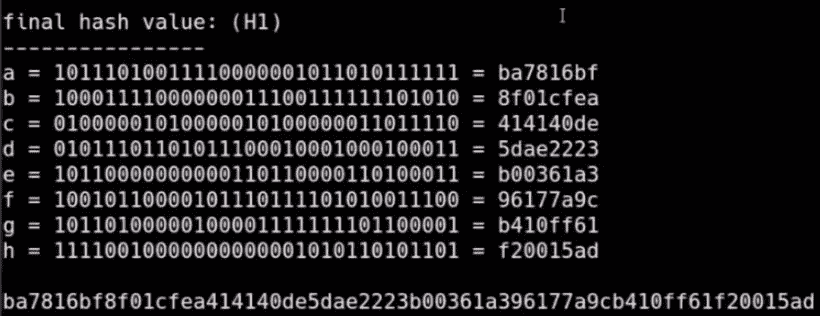 final hash value: (H1)
----------------
a = 10111010011110000001011010111111 = ba7816bf
b = 10001111000000011100111111101010 = 8f01cfea
c = 01000001010000010100000011011110 = 414140de
d = 01011101101011100010001000100011 = 5dae2223
e = 10110000000000110110000110100011 = b00361a3
f = 10010110000101110111101010011100 = 96177a9c
g = 10110100000100001111111101100001 = b410ff61
h = 11110010000000000001010110101101 = f20015ad
ba7816bf8f01cfea414140de5dae2223b00361a396177a9cb410ff61f20015ad